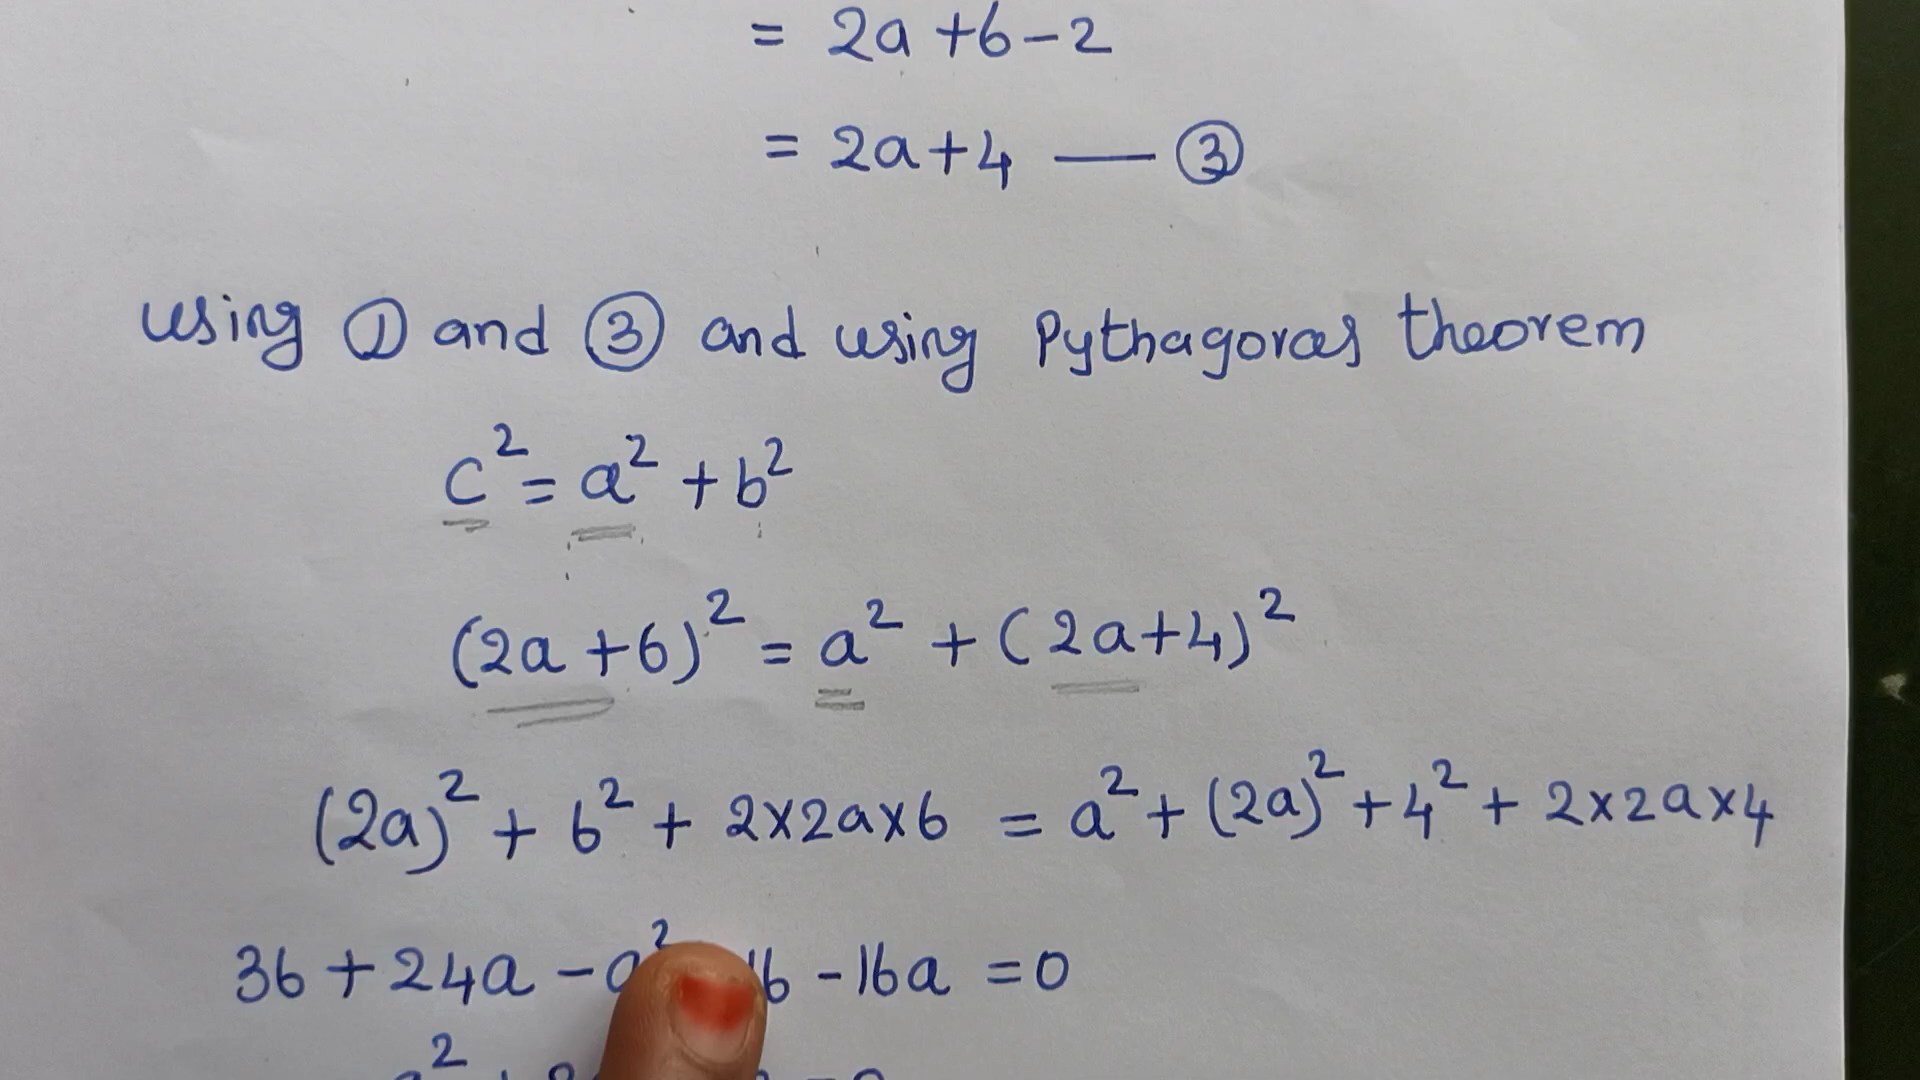 = 2a + 6 - 2
= 2a + 4 — ③
using ① and ③ and using Pythagoras theorem
c² = a² + b²
(2a + 6)² = a² + (2a + 4)²
(2a)² + 6² + 2×2a×6 = a² + (2a)² + 4² + 2×2a×4
36 + 24a - a² 16 - 16a = 0